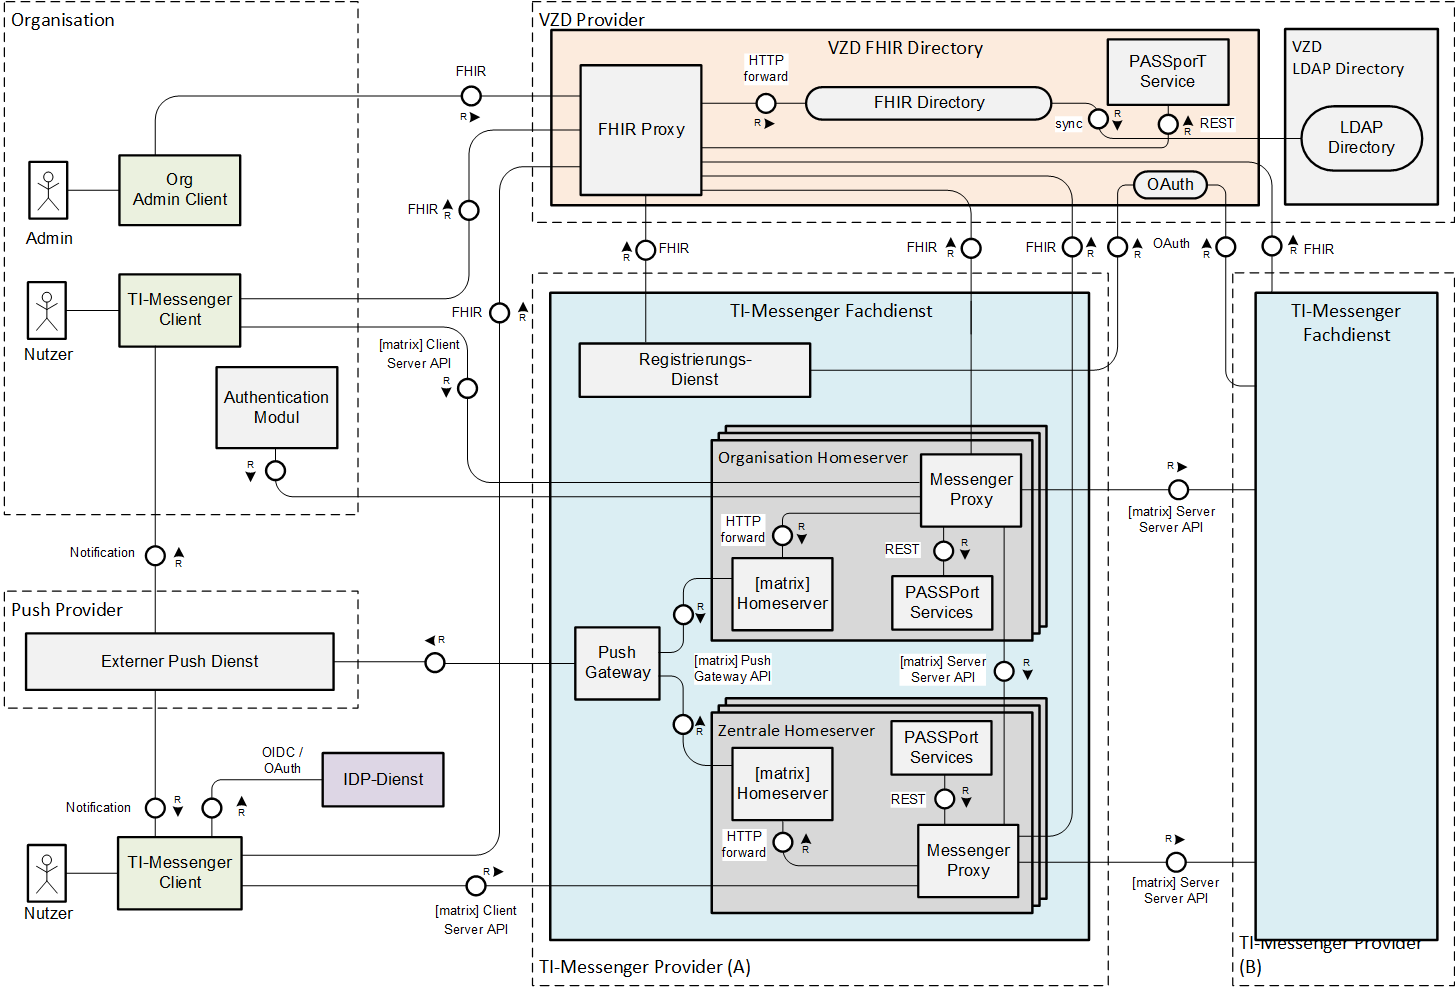 Organisation
VZD Provider
VZD FHIR Directory
VZD
LDAP Directory
LDAP
Directory
PASSporT
Service
HTTP
forward
R
FHIR Directory
sync
R
R
REST
FHIR Proxy
OAuth
FHIR
R
Org
Admin Client
Admin
FHIR
R
TI-Messenger
Client
Nutzer
FHIR
R
[matrix] Client
Server API
R
Authentication
Modul
R
R
FHIR
FHIR
R
FHIR
R
R
OAuth
R
R
FHIR
TI-Messenger Fachdienst
Registrierungs-
Dienst
TI-Messenger
Fachdienst
Organisation Homeserver
Messenger
Proxy
HTTP
forward
R
REST
R
[matrix]
Homeserver
PASSPort
Services
R
[matrix] Server
Server API
Notification
R
Push Provider
Externer Push Dienst
R
Push
Gateway
R
[matrix] Push
Gateway API
R
[matrix] Server
Server API
R
Zentrale Homeserver
PASSPort
Services
[matrix]
Homeserver
REST
R
HTTP
forward
R
Messenger
Proxy
R
[matrix] Server
Server API
OIDC /
OAuth
IDP-Dienst
Notification
R
R
TI-Messenger
Client
Nutzer
R
[matrix] Client
Server API
TI-Messenger Provider (A)
TI-Messenger Provider
(B)